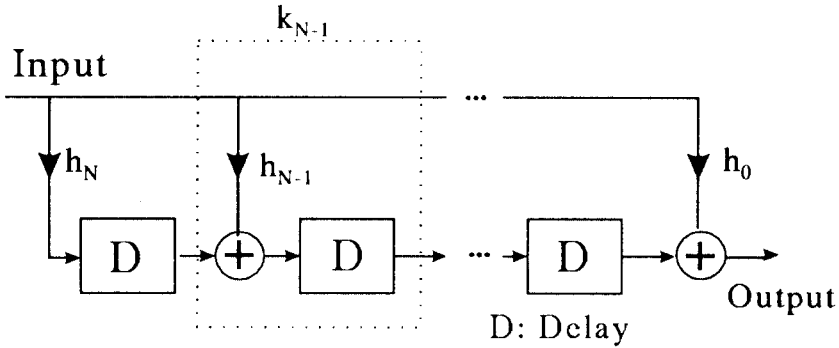 k_{N-1}
Input
...
h_N
h_{N-1}
h_0
D
+
D
...
D
+
Output
D: Delay